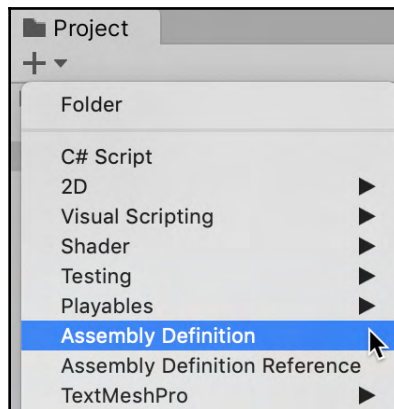 Project
Folder
C# Script
2D
Visual Scripting
Shader
Testing
Playables
Assembly Definition
Assembly Definition Reference
TextMeshPro